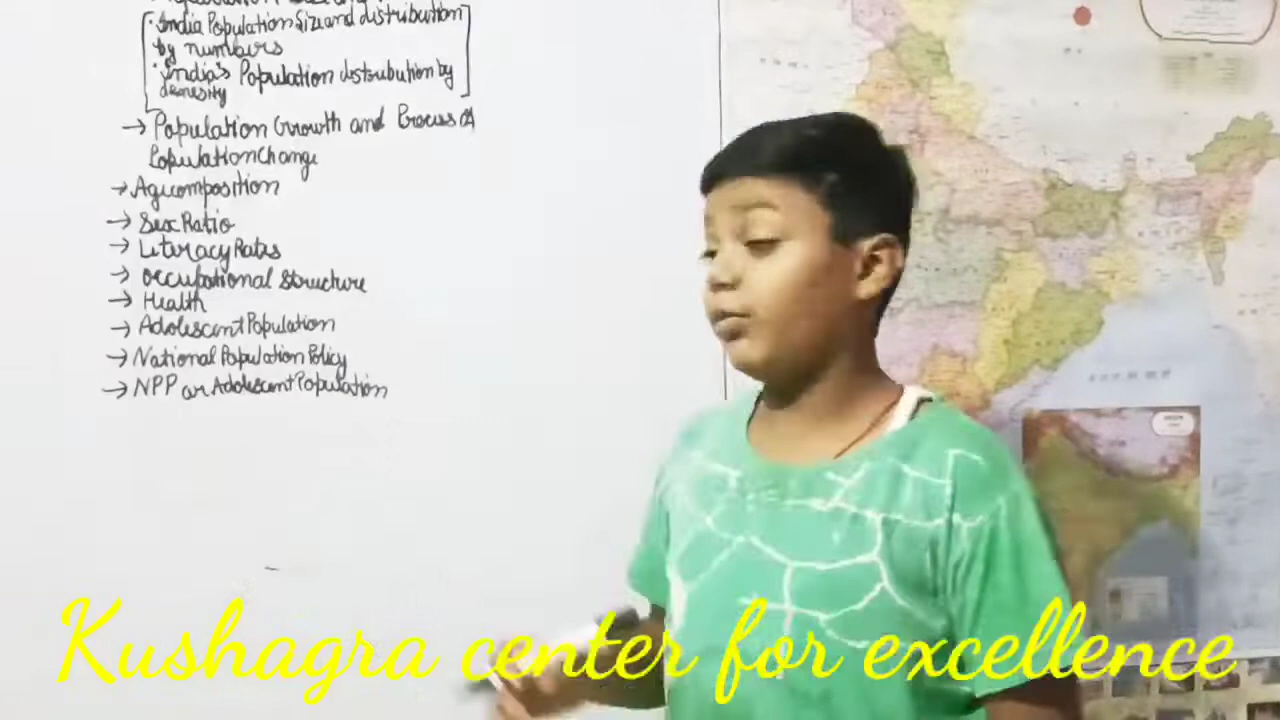 · India Population Size and distribution
by numbers
· India's Population distribution by
denesity
→ Population Growth and Process of
Population Change
→ Age composition
→ Sex Ratio
→ Literacy Rates
→ occupational Structure
→ Health
→ Adolescent Population
→ National Population Policy
→ NPP or Adolescent Population
Kushagra center for excellence